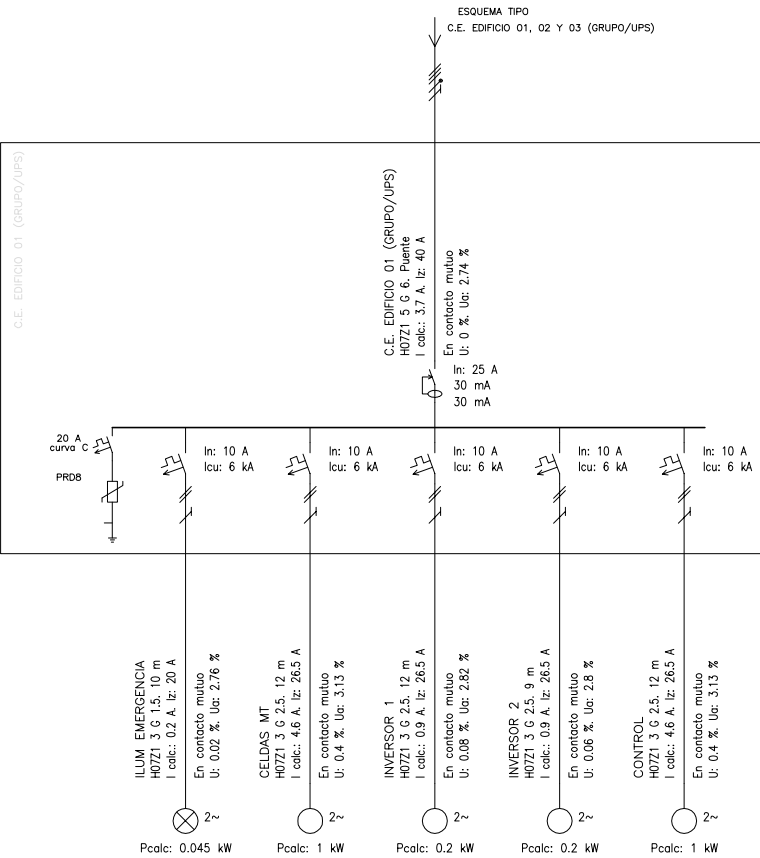 ESQUEMA TIPO
C.E. EDIFICIO 01, 02 Y 03 (GRUPO/UPS)
C.E. EDIFICIO 01 (GRUPO/UPS)
C.E. EDIFICIO 01 (GRUPO/UPS)
H07Z1 5 G 6. Puente
I calc.: 3.7 A. Iz: 40 A
En contacto mutuo
U: 0 %. Ua: 2.74 %
In: 25 A
30 mA
30 mA
20 A
curva C
PRD8
In: 10 A
Icu: 6 kA
In: 10 A
Icu: 6 kA
In: 10 A
Icu: 6 kA
In: 10 A
Icu: 6 kA
In: 10 A
Icu: 6 kA
ILUM EMERGENCIA
H07Z1 3 G 1.5. 10 m
I calc.: 0.2 A. Iz: 20 A
En contacto mutuo
U: 0.02 %. Ua: 2.76 %
CELDAS MT
H07Z1 3 G 2.5. 12 m
I calc.: 4.6 A. Iz: 26.5 A
En contacto mutuo
U: 0.4 %. Ua: 3.13 %
INVERSOR 1
H07Z1 3 G 2.5. 12 m
I calc.: 0.9 A. Iz: 26.5 A
En contacto mutuo
U: 0.08 %. Ua: 2.82 %
INVERSOR 2
H07Z1 3 G 2.5. 9 m
I calc.: 0.9 A. Iz: 26.5 A
En contacto mutuo
U: 0.06 %. Ua: 2.8 %
CONTROL
H07Z1 3 G 2.5. 12 m
I calc.: 4.6 A. Iz: 26.5 A
En contacto mutuo
U: 0.4 %. Ua: 3.13 %
2~
2~
2~
2~
2~
Pcalc: 0.045 kW
Pcalc: 1 kW
Pcalc: 0.2 kW
Pcalc: 0.2 kW
Pcalc: 1 kW